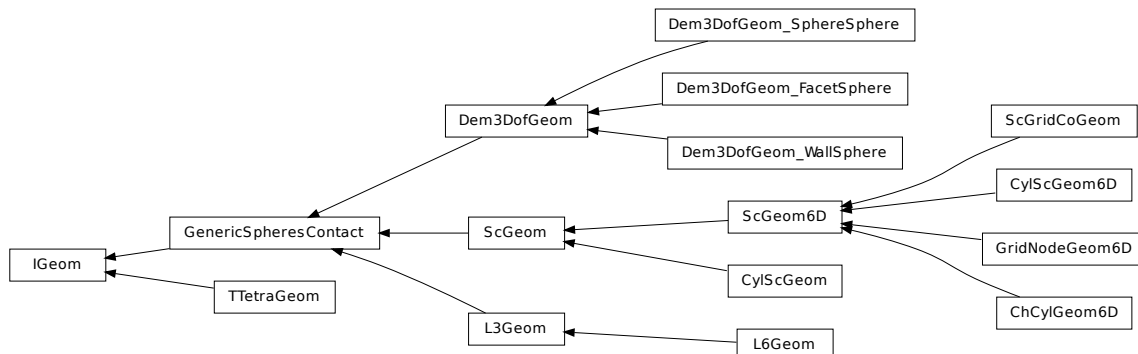 Dem3DofGeom_SphereSphere
Dem3DofGeom_FacetSphere
Dem3DofGeom
ScGridCoGeom
Dem3DofGeom_WallSphere
CylScGeom6D
ScGeom6D
GenericSpheresContact
ScGeom
GridNodeGeom6D
IGeom
CylScGeom
TTetraGeom
ChCylGeom6D
L3Geom
L6Geom